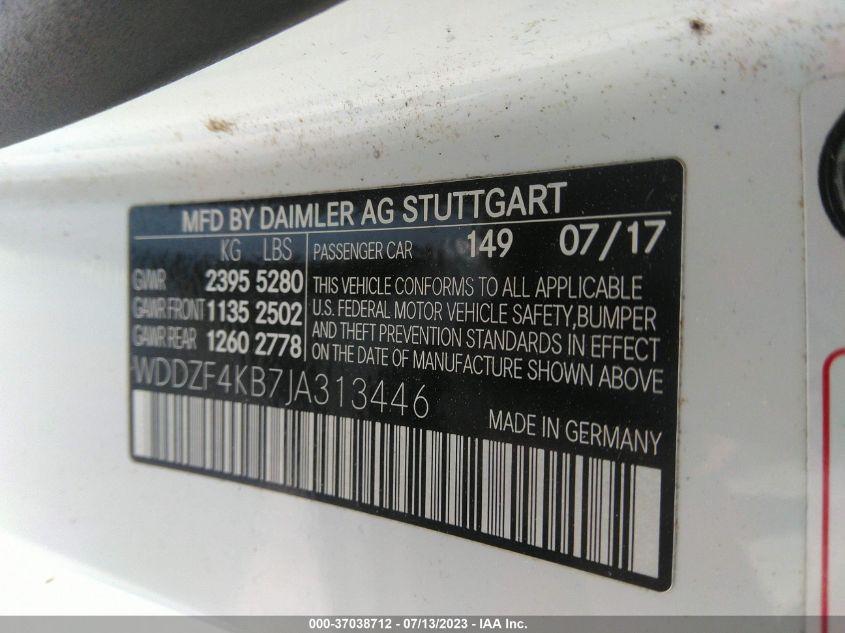 MFD BY DAIMLER AG STUTTGART
KG LBS
GVWR 2395 5280
GAWR FRONT 1135 2502
GAWR REAR 1260 2778
PASSENGER CAR 149 07/17
THIS VEHICLE CONFORMS TO ALL APPLICABLE
U.S. FEDERAL MOTOR VEHICLE SAFETY, BUMPER
AND THEFT PREVENTION STANDARDS IN EFFECT
ON THE DATE OF MANUFACTURE SHOWN ABOVE.
WDDZF4KB7JA313446
MADE IN GERMANY
000-37038712 - 07/13/2023 - IAA Inc.